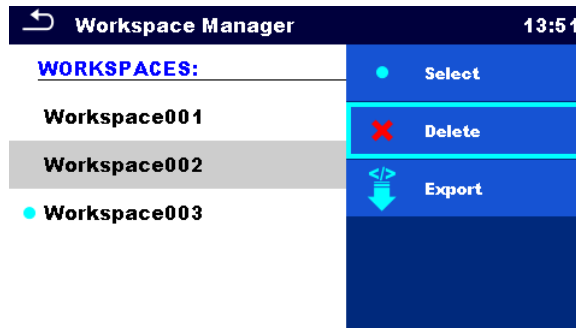 Workspace Manager 13:51
WORKSPACES:
Select
Workspace001
Delete
Workspace002
</>
Export
Workspace003